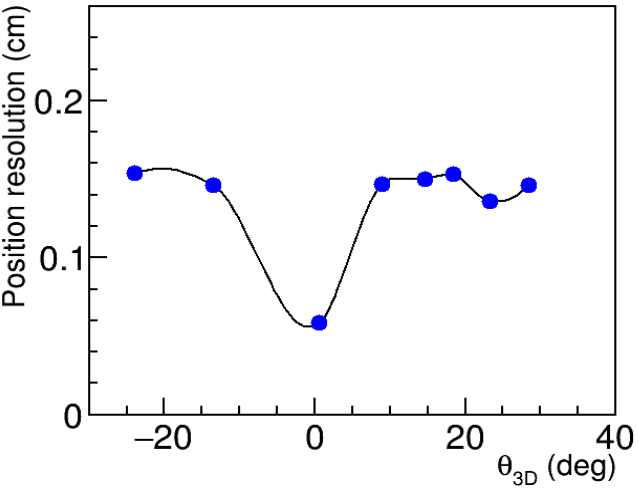 Position resolution (cm)
0.2
0.1
0
−20 0 20 40
θ3D (deg)